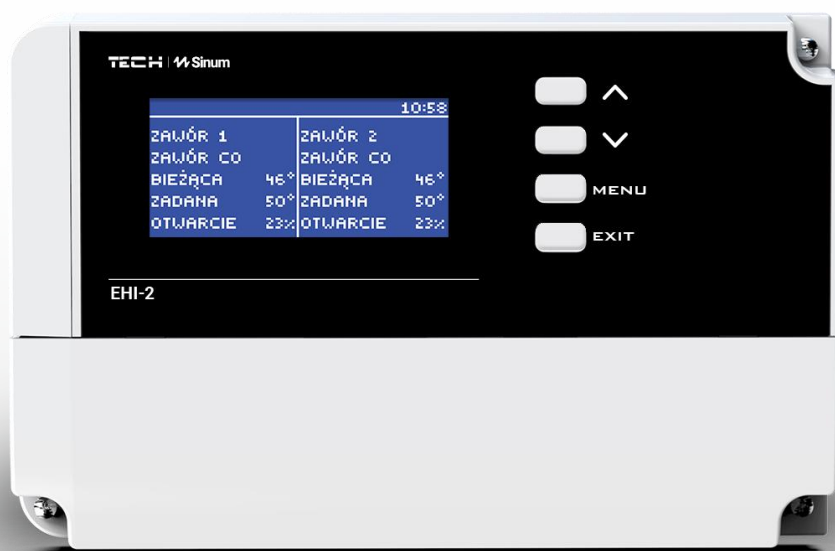 TECH | Sinum
10:58
ZAWÓR 1 ZAWÓR 2
ZAWÓR CO ZAWÓR CO
BIEŻĄCA 46° BIEŻĄCA 46°
ZADANA 50° ZADANA 50°
OTWARCIE 23% OTWARCIE 23%
MENU
EXIT
EHI-2